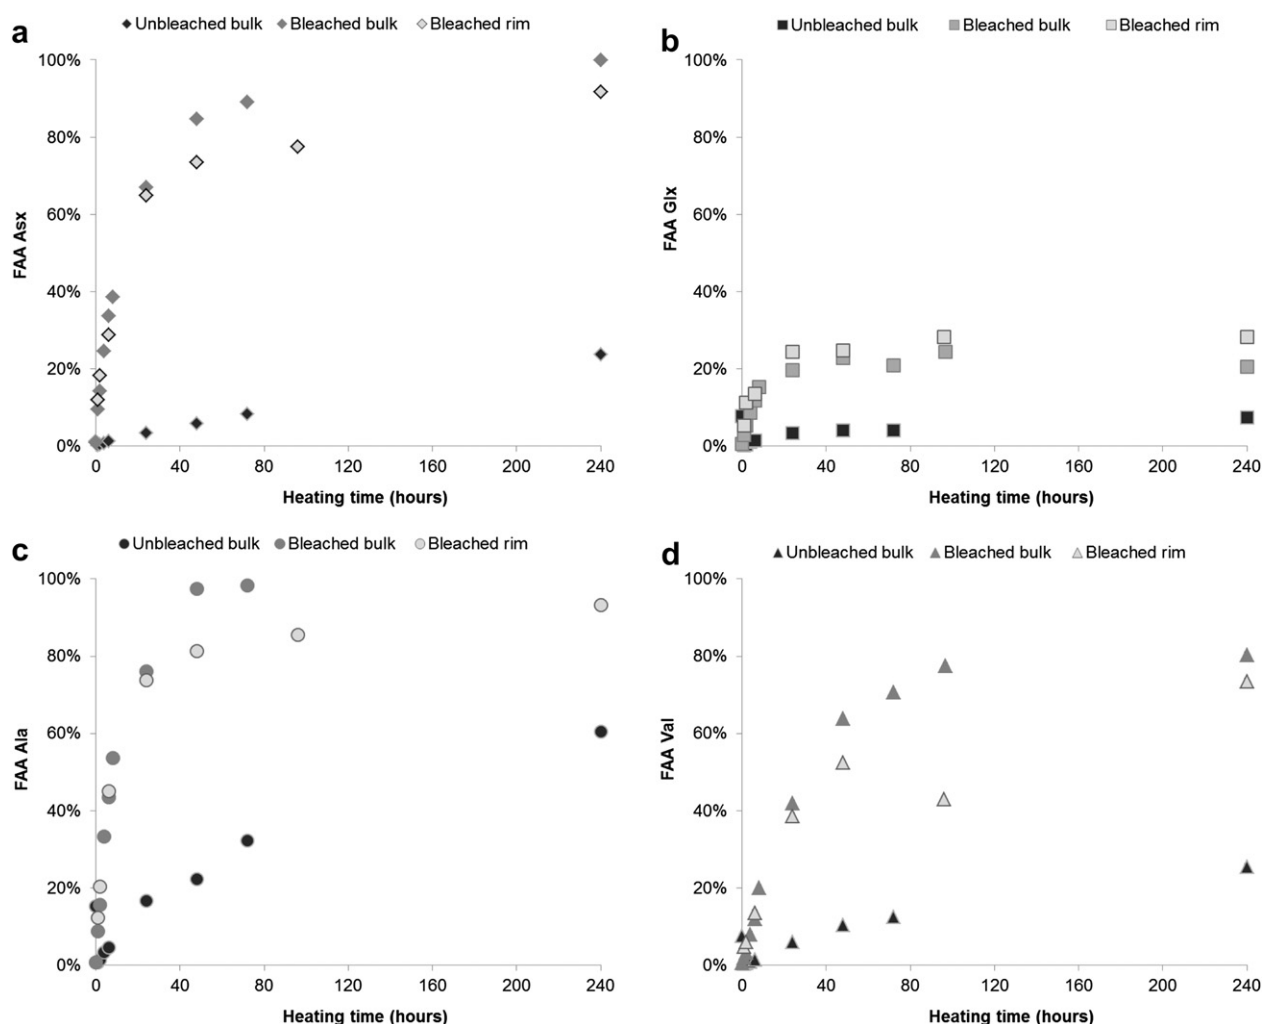 a
Unbleached bulk Bleached bulk Bleached rim
100%
80%
60%
40%
20%
0%
FAA Asx
0 40 80 120 160 200 240
Heating time (hours)
b
Unbleached bulk Bleached bulk Bleached rim
100%
80%
60%
40%
20%
0%
FAA Glx
0 40 80 120 160 200 240
Heating time (hours)
c
Unbleached bulk Bleached bulk Bleached rim
100%
80%
60%
40%
20%
0%
FAA Ala
0 40 80 120 160 200 240
Heating time (hours)
d
Unbleached bulk Bleached bulk Bleached rim
100%
80%
60%
40%
20%
0%
FAA Val
0 40 80 120 160 200 240
Heating time (hours)